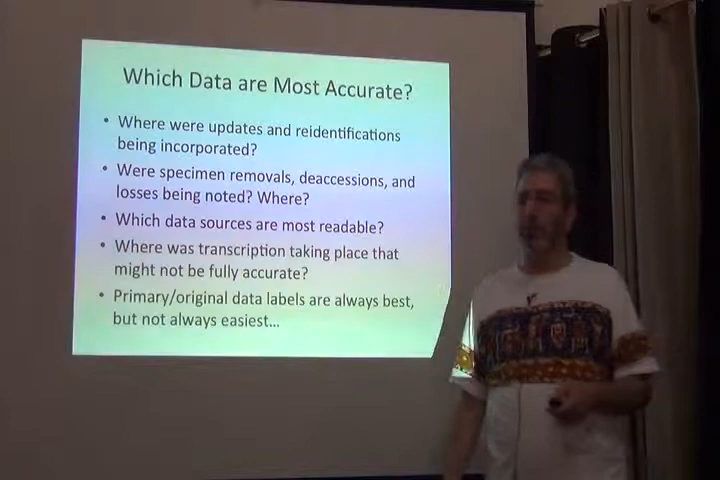 Which Data are Most Accurate?
• Where were updates and reidentifications
being incorporated?
• Were specimen removals, deaccessions, and
losses being noted? Where?
• Which data sources are most readable?
• Where was transcription taking place that
might not be fully accurate?
• Primary/original data labels are always best,
but not always easiest...